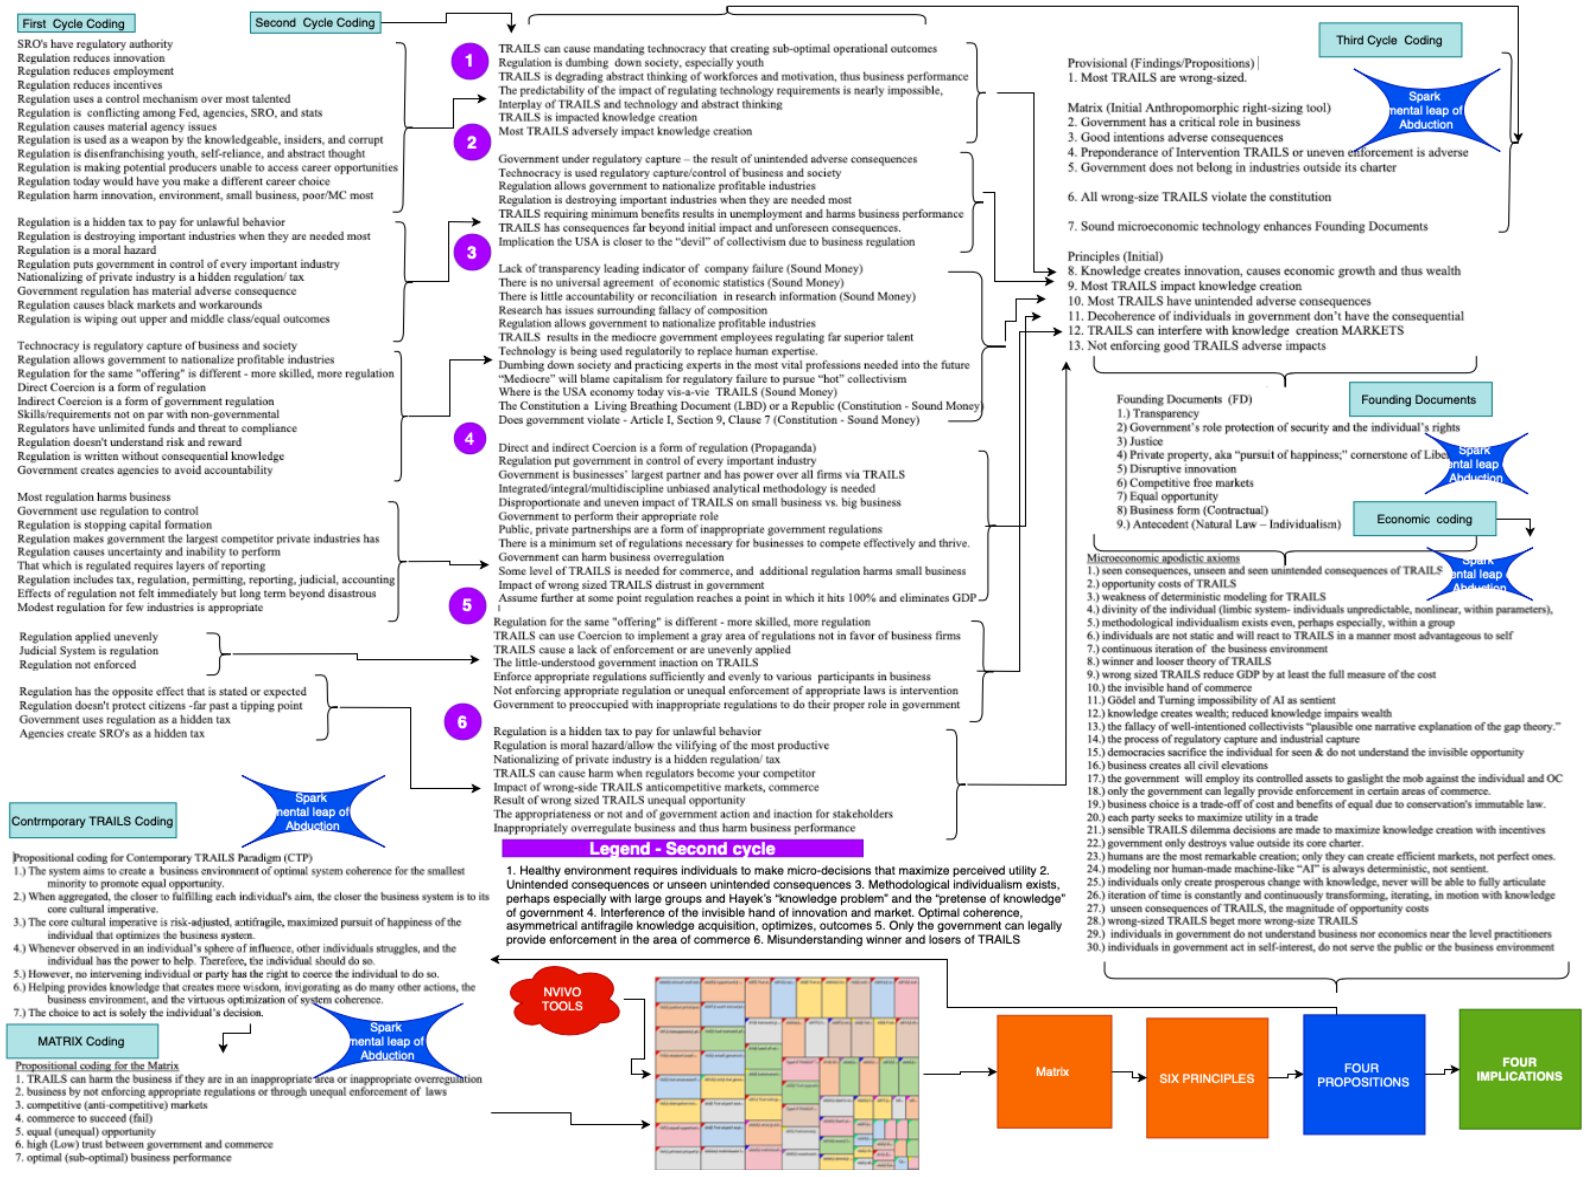 First Cycle Coding
SRO's have regulatory authority
Regulation reduces innovation
Regulation reduces employment
Regulation reduces incentives
Regulation uses a control mechanism over most talented
Regulation is conflicting among Fed, agencies, SRO, and stats
Regulation causes material agency issues
Regulation is used as a weapon by the knowledgeable, insiders, and corrupt
Regulation is disenfranchising youth, self-reliance, and abstract thought
Regulation is making potential producers unable to access career opportunities
Regulation today would have you make a different career choice
Regulation harm innovation, environment, small business, poor/MC most
Regulation is a hidden tax to pay for unlawful behavior
Regulation is destroying important industries when they are needed most
Regulation is a moral hazard
Regulation puts government in control of every important industry
Nationalizing of private industry is a hidden regulation/ tax
Government regulation has material adverse consequence
Regulation causes black markets and workarounds
Regulation is wiping out upper and middle class/equal outcomes
Technocracy is regulatory capture of business and society
Regulation allows government to nationalize profitable industries
Regulation for the same "offering" is different - more skilled, more regulation
Direct Coercion is a form of regulation
Indirect Coercion is a form of government regulation
Skills/requirements not on par with non-governmental
Regulators have unlimited funds and threat to compliance
Regulation doesn't understand risk and reward
Regulation is written without consequential knowledge
Government creates agencies to avoid accountability
Most regulation harms business
Government use regulation to control
Regulation is stopping capital formation
Regulation makes government the largest competitor private industries has
Regulation causes uncertainty and inability to perform
That which is regulated requires layers of reporting
Regulation includes tax, regulation, permitting, reporting, judicial, accounting
Effects of regulation not felt immediately but long term beyond disastrous
Modest regulation for few industries is appropriate
Regulation applied unevenly
Judicial System is regulation
Regulation not enforced
Regulation has the opposite effect that is stated or expected
Regulation doesn't protect citizens -far past a tipping point
Government uses regulation as a hidden tax
Agencies create SRO's as a hidden tax
Second Cycle Coding
1
TRAILS can cause mandating technocracy that creating sub-optimal operational outcomes
Regulation is dumbing down society, especially youth
TRAILS is degrading abstract thinking of workforces and motivation, thus business performance
The predictability of the impact of regulating technology requirements is nearly impossible,
Interplay of TRAILS and technology and abstract thinking
TRAILS is impacted knowledge creation
Most TRAILS adversely impact knowledge creation
2
Government under regulatory capture – the result of unintended adverse consequences
Technocracy is used regulatory capture/control of business and society
Regulation allows government to nationalize profitable industries
Regulation is destroying important industries when they are needed most
TRAILS requiring minimum benefits results in unemployment and harms business performance
TRAILS has consequences far beyond initial impact and unforeseen consequences.
Implication the USA is closer to the “devil” of collectivism due to business regulation
3
Lack of transparency leading indicator of company failure (Sound Money)
There is no universal agreement of economic statistics (Sound Money)
There is little accountability or reconciliation in research information (Sound Money)
Research has issues surrounding fallacy of composition
Regulation allows government to nationalize profitable industries
TRAILS results in the mediocre government employees regulating far superior talent
Technology is being used regulatorily to replace human expertise.
Dumbing down society and practicing experts in the most vital professions needed into the future
“Mediocre” will blame capitalism for regulatory failure to pursue “hot” collectivism
Where is the USA economy today vis-a-vie TRAILS (Sound Money)
The Constitution a Living Breathing Document (LBD) or a Republic (Constitution - Sound Money)
Does government violate - Article I, Section 9, Clause 7 (Constitution - Sound Money)
4
Direct and indirect Coercion is a form of regulation (Propaganda)
Regulation put government in control of every important industry
Government is businesses’ largest partner and has power over all firms via TRAILS
Integrated/integral/multidiscipline unbiased analytical methodology is needed
Disproportionate and uneven impact of TRAILS on small business vs. big business
Government to perform their appropriate role
Public, private partnerships are a form of inappropriate government regulations
There is a minimum set of regulations necessary for businesses to compete effectively and thrive.
Government can harm business overregulation
Some level of TRAILS is needed for commerce, and additional regulation harms small business
Impact of wrong sized TRAILS distrust in government
Assume further at some point regulation reaches a point in which it hits 100% and eliminates GDP
5
Regulation for the same "offering" is different - more skilled, more regulation
TRAILS can use Coercion to implement a gray area of regulations not in favor of business firms
TRAILS cause a lack of enforcement or are unevenly applied
The little-understood government inaction on TRAILS
Enforce appropriate regulations sufficiently and evenly to various participants in business
Not enforcing appropriate regulation or unequal enforcement of appropriate laws is intervention
Government to preoccupied with inappropriate regulations to do their proper role in government
6
Regulation is a hidden tax to pay for unlawful behavior
Regulation is moral hazard/allow the vilifying of the most productive
Nationalizing of private industry is a hidden regulation/ tax
TRAILS can cause harm when regulators become your competitor
Impact of wrong-side TRAILS anticompetitive markets, commerce
Result of wrong sized TRAILS unequal opportunity
The appropriateness or not and of government action and inaction for stakeholders
Inappropriately overregulate business and thus harm business performance
Legend - Second cycle
1. Healthy environment requires individuals to make micro-decisions that maximize perceived utility 2.
Unintended consequences or unseen unintended consequences 3. Methodological individualism exists,
perhaps especially with large groups and Hayek's “knowledge problem” and the “pretense of knowledge”
of government 4. Interference of the invisible hand of innovation and market. Optimal coherence,
asymmetrical antifragile knowledge acquisition, optimizes, outcomes 5. Only the government can legally
provide enforcement in the area of commerce 6. Misunderstanding winner and losers of TRAILS
Third Cycle Coding
Provisional (Findings/Propositions)
1. Most TRAILS are wrong-sized.
Spark
mental leap of
Abduction
Matrix (Initial Anthropomorphic right-sizing tool)
2. Government has a critical role in business
3. Good intentions adverse consequences
4. Preponderance of Intervention TRAILS or uneven enforcement is adverse
5. Government does not belong in industries outside its charter
6. All wrong-size TRAILS violate the constitution
7. Sound microeconomic technology enhances Founding Documents
Principles (Initial)
8. Knowledge creates innovation, causes economic growth and thus wealth
9. Most TRAILS impact knowledge creation
10. Most TRAILS have unintended adverse consequences
11. Decoherence of individuals in government don’t have the consequential
12. TRAILS can interfere with knowledge creation MARKETS
13. Not enforcing good TRAILS adverse impacts
Founding Documents
Founding Documents (FD)
1.) Transparency
2) Government’s role protection of security and the individual’s rights
3) Justice
4) Private property, aka “pursuit of happiness;” cornerstone of Libe
5) Disruptive innovation
6) Competitive free markets
7) Equal opportunity
8) Business form (Contractual)
9.) Antecedent (Natural Law – Individualism)
Spark
ental leap
Abduction
Economic coding
Microeconomic apodictic axioms
1.) seen consequences, unseen and seen unintended consequences of TRAILS
2.) opportunity costs of TRAILS
3.) weakness of deterministic modeling for TRAILS
4.) divinity of the individual (limbic system- individuals unpredictable, nonlinear, within parameters),
5.) methodological individualism exists even, perhaps especially, within a group
6.) individuals are not static and will react to TRAILS in a manner most advantageous to self
7.) continuous iteration of the business environment
8.) winner and looser theory of TRAILS
9.) wrong sized TRAILS reduce GDP by at least the full measure of the cost
10.) the invisible hand of commerce
11.) Gödel and Turning impossibility of AI as sentient
12.) knowledge creates wealth; reduced knowledge impairs wealth
13.) the fallacy of well-intentioned collectivists “plausible one narrative explanation of the gap theory.”
14.) the process of regulatory capture and industrial capture
15.) democracies sacrifice the individual for seen & do not understand the invisible opportunity
16.) business creates all civil elevations
17.) the government will employ its controlled assets to gaslight the mob against the individual and OC
18.) only the government can legally provide enforcement in certain areas of commerce.
19.) business choice is a trade-off of cost and benefits of equal due to conservation's immutable law.
20.) each party seeks to maximize utility in a trade
21.) sensible TRAILS dilemma decisions are made to maximize knowledge creation with incentives
22.) government only destroys value outside its core charter.
23.) humans are the most remarkable creation; only they can create efficient markets, not perfect ones.
24.) modeling nor human-made machine-like “AI” is always deterministic, not sentient.
25.) individuals only create prosperous change with knowledge, never will be able to fully articulate
26.) iteration of time is constantly and continuously transforming, iterating, in motion with knowledge
27.) unseen consequences of TRAILS, the magnitude of opportunity costs
28.) wrong-sized TRAILS beget more wrong-size TRAILS
29.) individuals in government do not understand business nor economics near the level practitioners
30.) individuals in government act in self-interest, do not serve the public or the business environment
Spark
ental leap
Abduction
Contrmporary TRAILS Coding
Spark
mental leap of
Abduction
Propositional coding for Contemporary TRAILS Paradigm (CTP)
1.) The system aims to create a business environment of optimal system coherence for the smallest
minority to promote equal opportunity.
2.) When aggregated, the closer to fulfilling each individual's aim, the closer the business system is to its
core cultural imperative.
3.) The core cultural imperative is risk-adjusted, antifragile, maximized pursuit of happiness of the
individual that optimizes the business system.
4.) Whenever observed in an individual’s sphere of influence, other individuals struggles, and the
individual has the power to help. Therefore, the individual should do so.
5.) However, no intervening individual or party has the right to coerce the individual to do so.
6.) Helping provides knowledge that creates more wisdom, invigorating as do many other actions, the
business environment, and the virtuous optimization of system coherence.
7.) The choice to act is solely the individual’s decision.
MATRIX Coding
Spark
mental leap of
Abduction
Propositional coding for the Matrix
1. TRAILS can harm the business if they are in an inappropriate area or inappropriate overregulation
2. business by not enforcing appropriate regulations or through unequal enforcement of laws
3. competitive (anti-competitive) markets
4. commerce to succeed (fail)
5. equal (unequal) opportunity
6. high (Low) trust between government and commerce
7. optimal (sub-optimal) business performance
NVIVO
TOOLS
Matrix
SIX PRINCIPLES
FOUR
PROPOSITIONS
FOUR
IMPLICATIONS